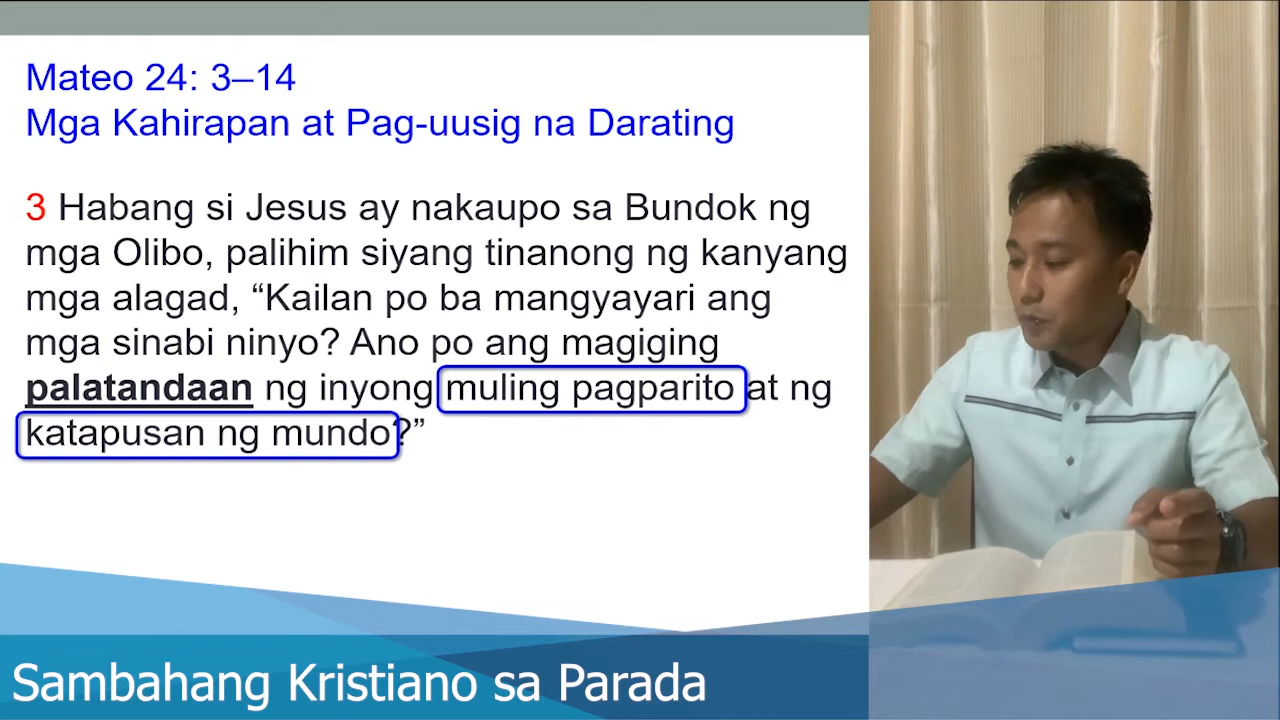 Mateo 24: 3–14
Mga Kahirapan at Pag-uusig na Darating
3 Habang si Jesus ay nakaupo sa Bundok ng
mga Olibo, palihim siyang tinanong ng kanyang
mga alagad, “Kailan po ba mangyayari ang
mga sinabi ninyo? Ano po ang magiging
palatandaan ng inyong muling pagparito at ng
katapusan ng mundo?”
Sambahang Kristiano sa Parada